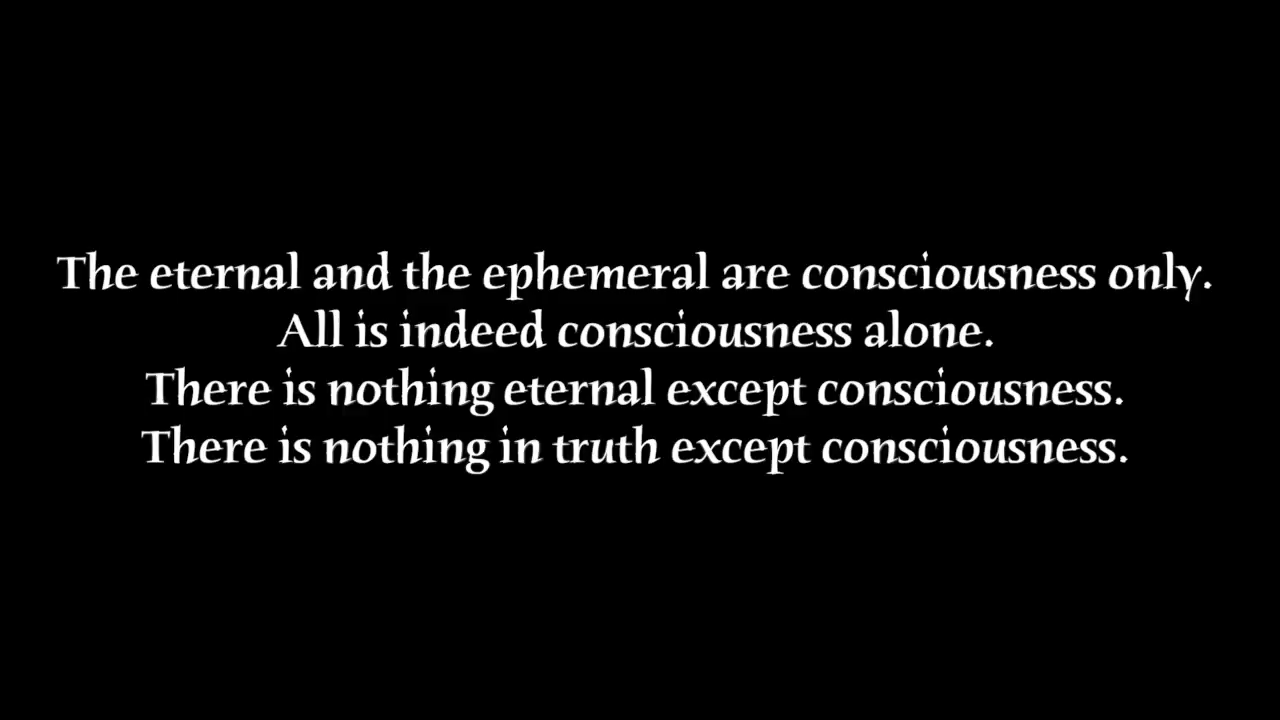 The eternal and the ephemeral are consciousness only.
All is indeed consciousness alone.
There is nothing eternal except consciousness.
There is nothing in truth except consciousness.